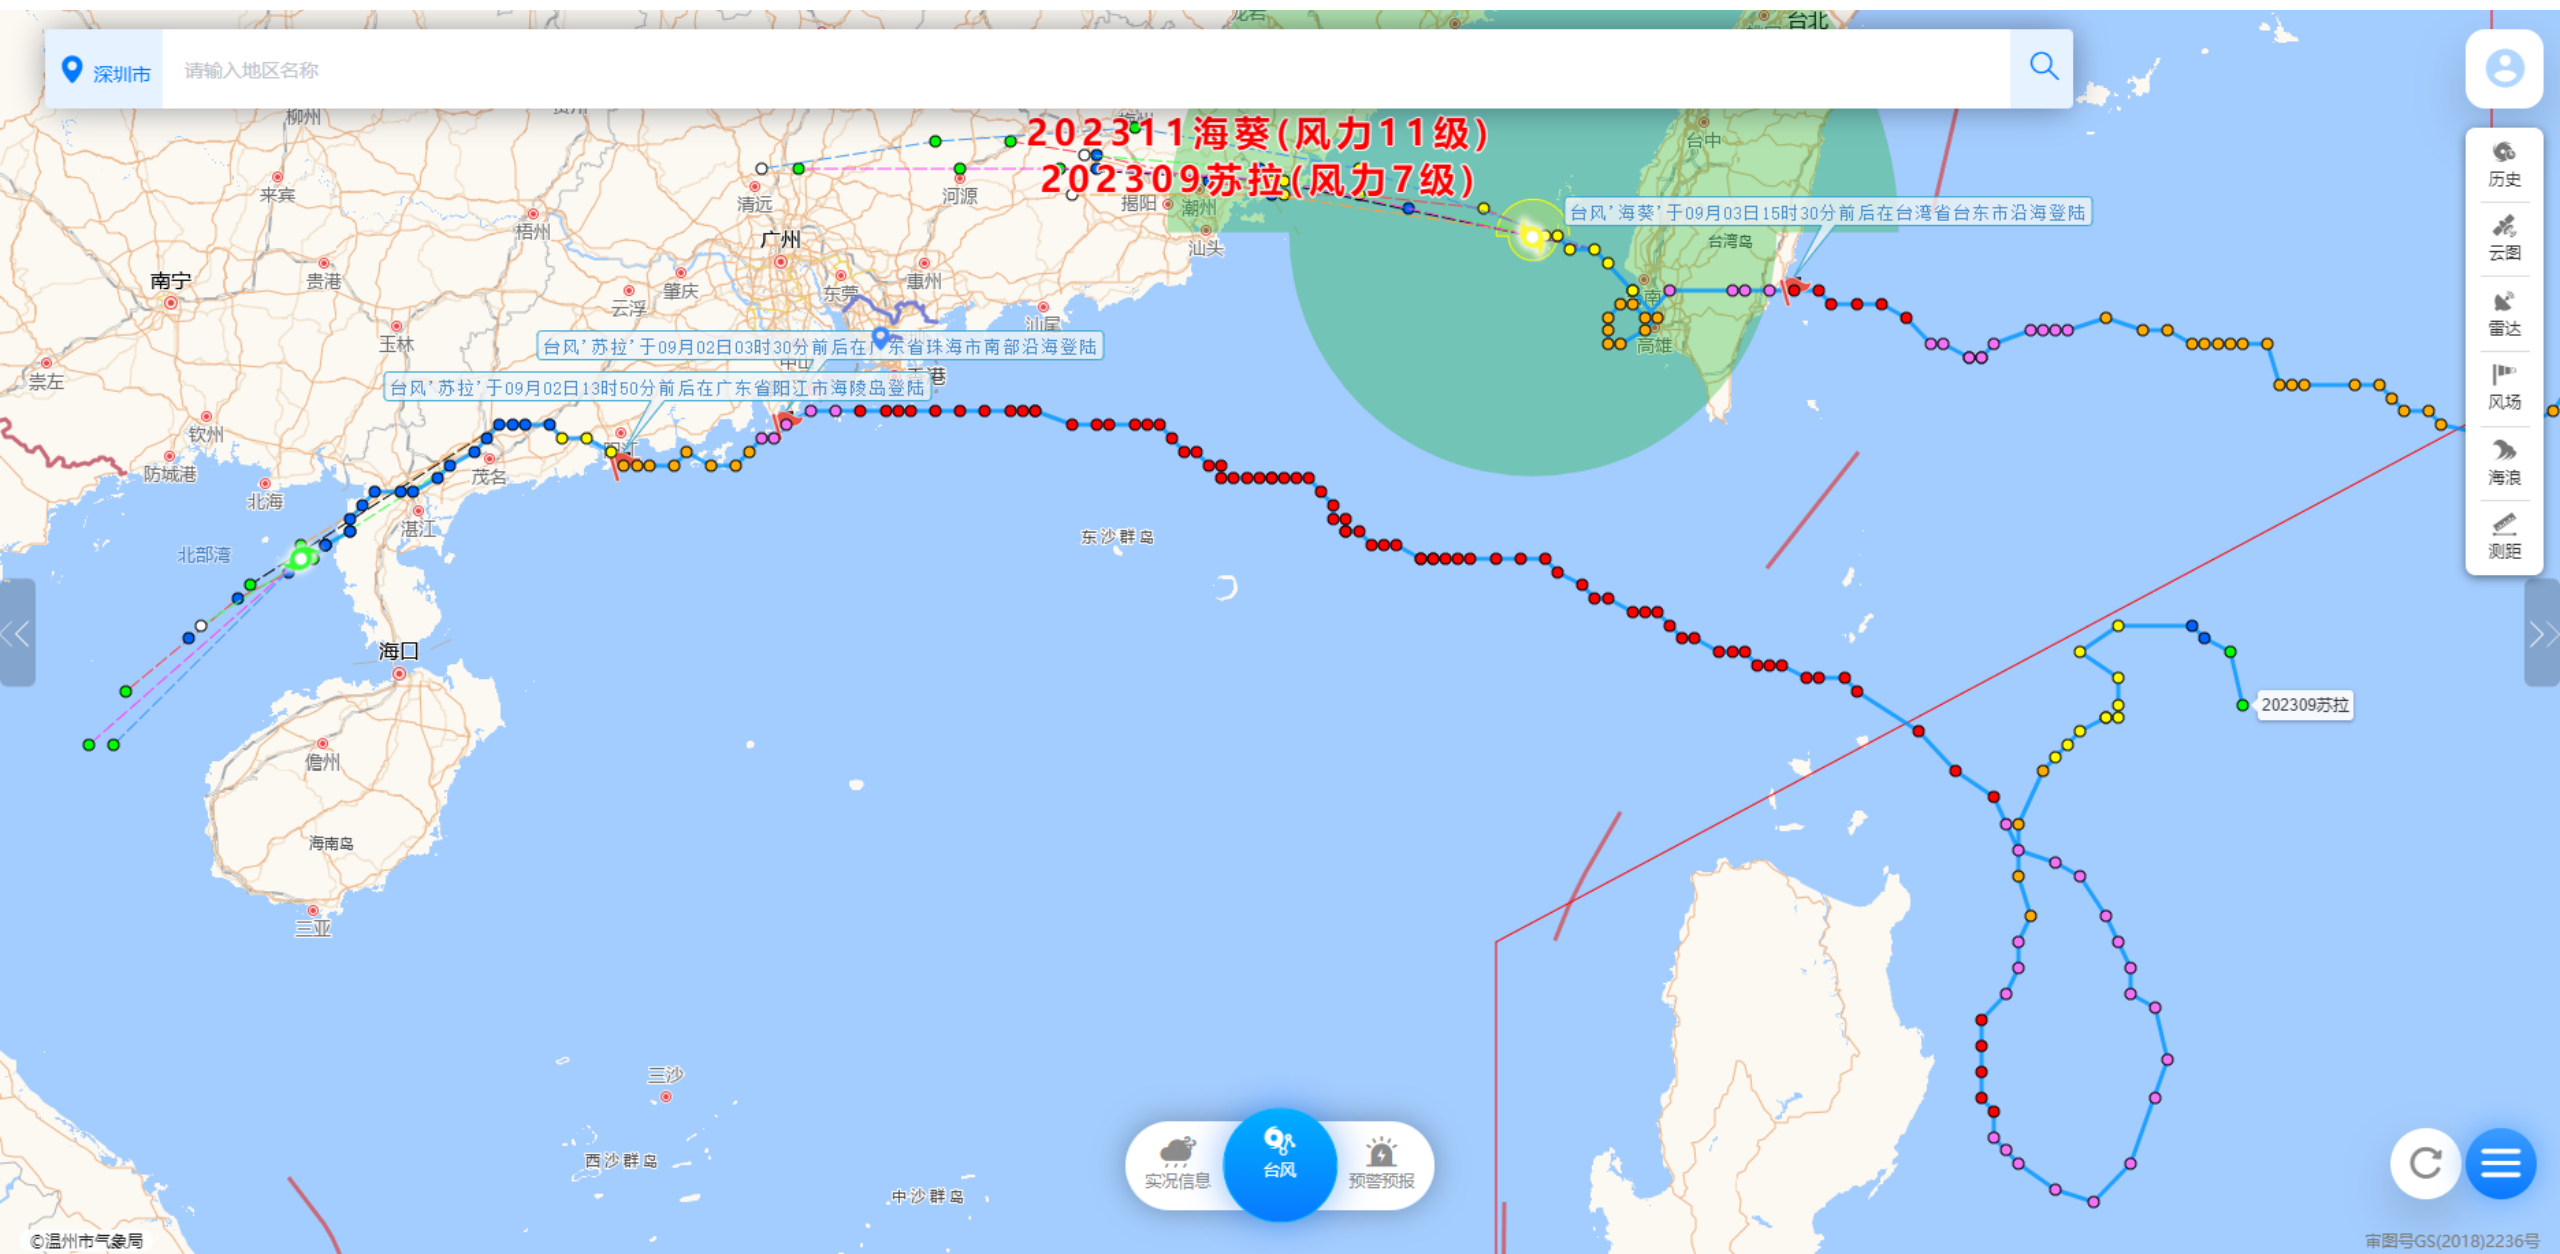 龙岩
台北
深圳市
请输入地区名称
柳州
202311海葵(风力11级)
202309苏拉(风力7级)
台中
历史
来宾
清远
河源
揭阳
潮州
台风'海葵'于09月03日15时30分前后在台湾省台东市沿海登陆
梧州
广州
汕头
台湾岛
云图
南宁
贵港
肇庆
东莞
惠州
云浮
南
汕尾
雷达
玉林
台风'苏拉'于09月02日03时30分前后在广东省珠海市南部沿海登陆
高雄
中山
崇左
台风'苏拉'于09月02日13时50分前后在广东省阳江市海陵岛登陆
香港
风场
钦州
阳江
防城港
茂名
海浪
北海
湛江
东沙群岛
北部湾
测距
海口
202309苏拉
儋州
海南岛
三亚
三沙
西沙群岛
中沙群岛
实况信息
台风
预警预报
©温州市气象局
审图号GS(2018)2236号